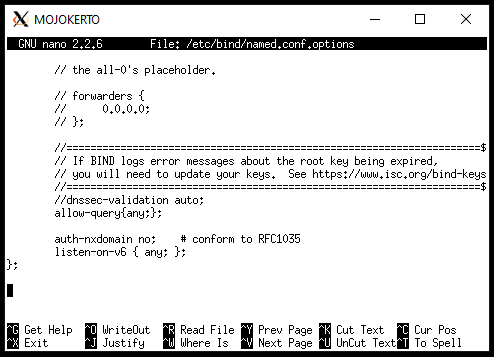 MOJOKERTO
GNU nano 2.2.6 File: /etc/bind/named.conf.options
// the all-0's placeholder.
// forwarders {
// 0.0.0.0;
// };
//=====================================================================$
// If BIND logs error messages about the root key being expired,
// you will need to update your keys. See https://www.isc.org/bind-keys
//=====================================================================$
//dnssec-validation auto;
allow-query{any;};
auth-nxdomain no; # conform to RFC1035
listen-on-v6 { any; };
};
^G Get Help ^O WriteOut ^R Read File ^Y Prev Page ^K Cut Text ^C Cur Pos
^X Exit ^J Justify ^W Where Is ^V Next Page ^U UnCut Text ^T To Spell